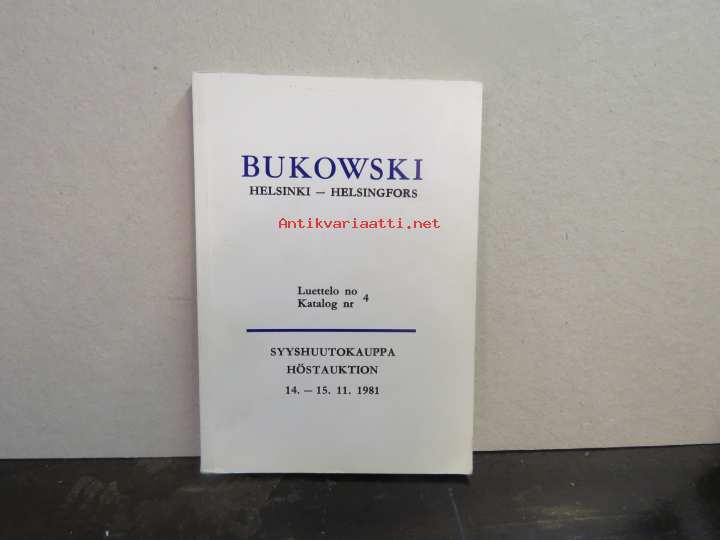 BUKOWSKI
HELSINKI – HELSINGFORS
Antikvariaatti.net
Luettelo no
Katalog nr 4
SYYSHUUTOKAUPPA
HÖSTAUKTION
14. – 15. 11. 1981